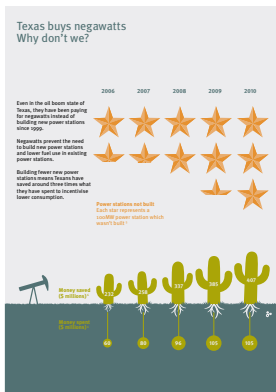 Texas buys negawatts
Why don't we?
2006 2007 2008 2009 2010
Even in the oil boom state of
Texas, they have been paying
for negawatts instead of
building new power stations
since 1999.
Negawatts prevent the need
to build new power stations
and lower fuel use in existing
power stations.
Building fewer new power
stations means Texans have
saved around three times what
they have spent to incentivise
lower consumption.
Power stations not built
Each star represents a
100MW power station which
wasn't built
Money saved
($ millions)
232 258 337 385 407
Money spent
($ millions)
60 80 96 105 105